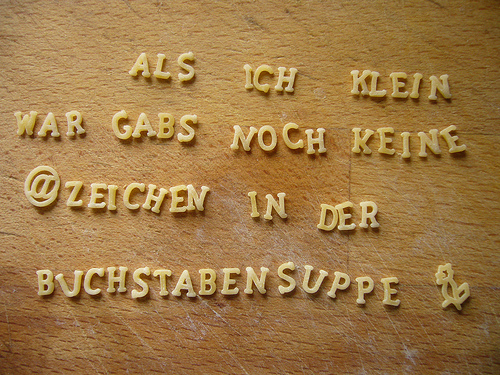 ALS ICH KLEIN
WAR GABS NOCH KEINE
@ZEICHEN IN DER
BUCHSTABENSUPPE